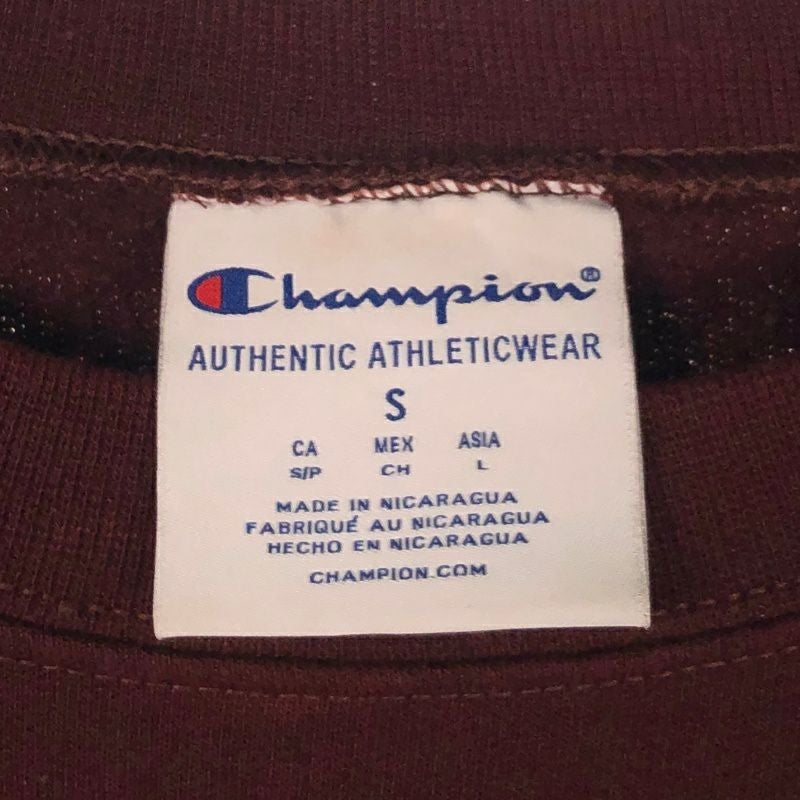 Champion®
AUTHENTIC ATHLETICWEAR
S
CA MEX ASIA
S/P CH L
MADE IN NICARAGUA
FABRIQUÉ AU NICARAGUA
HECHO EN NICARAGUA
CHAMPION.COM